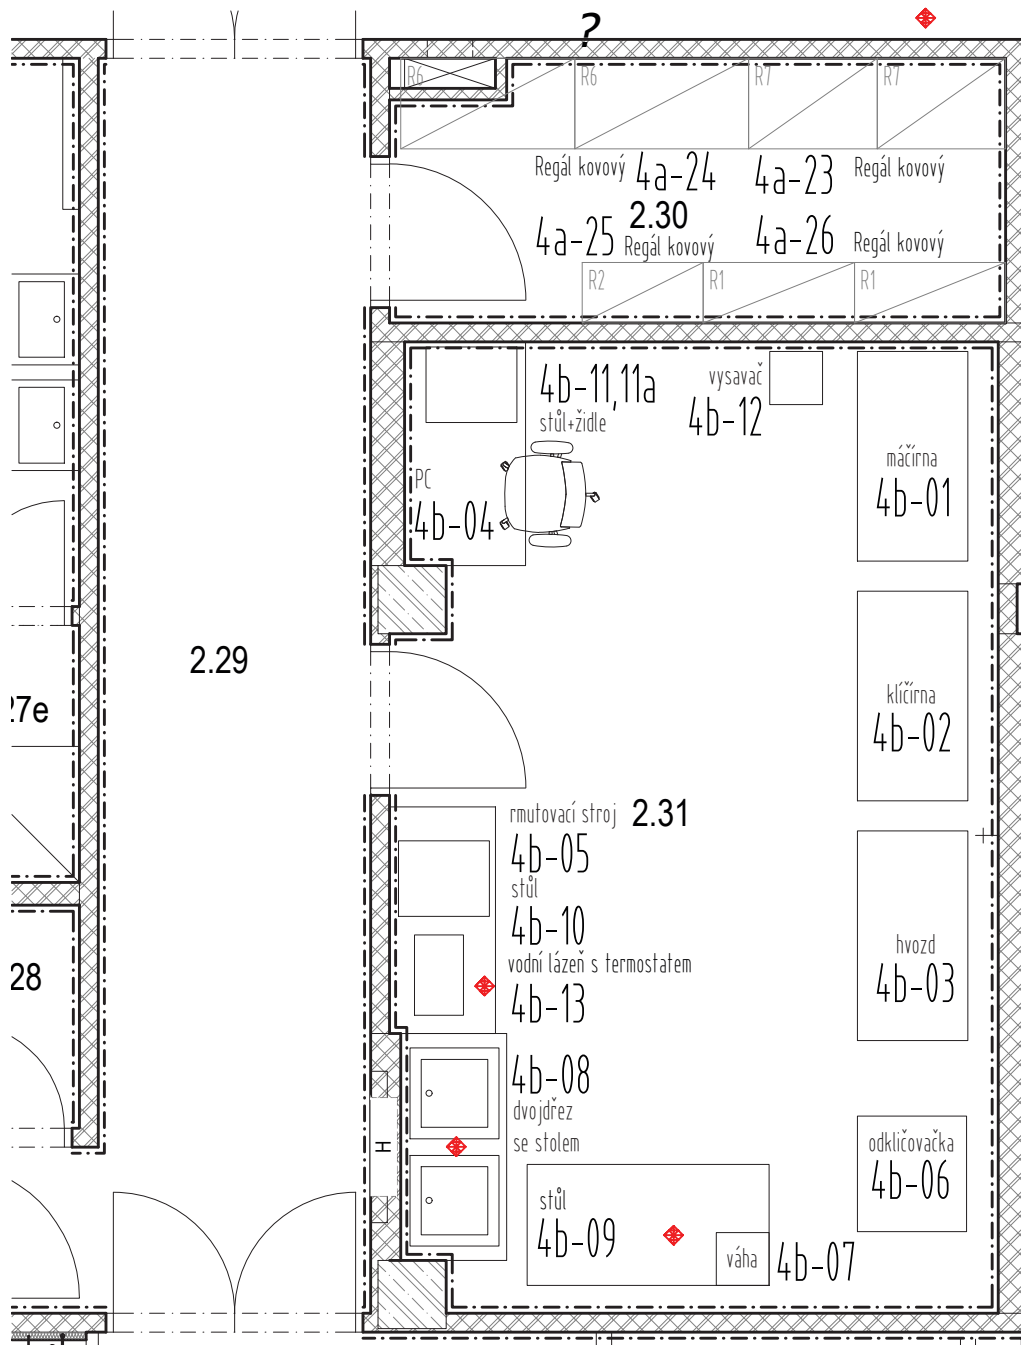 ?
R6
R6
R7
R7
Regál kovový
4a-24
4a-23
Regál kovový
2.30
4a-25
Regál kovový
4a-26
Regál kovový
R2
R1
R1
4b-11,11a
stůl+židle
vysavač
4b-12
máčírna
4b-01
PC
4b-04
2.29
27e
klíčírna
4b-02
rmutovací stroj
2.31
4b-05
stůl
4b-10
vodní lázeň s termostatem
4b-13
hvozd
4b-03
28
4b-08
dvojdřez
se stolem
H
odkličovačka
4b-06
stůl
4b-09
váha
4b-07